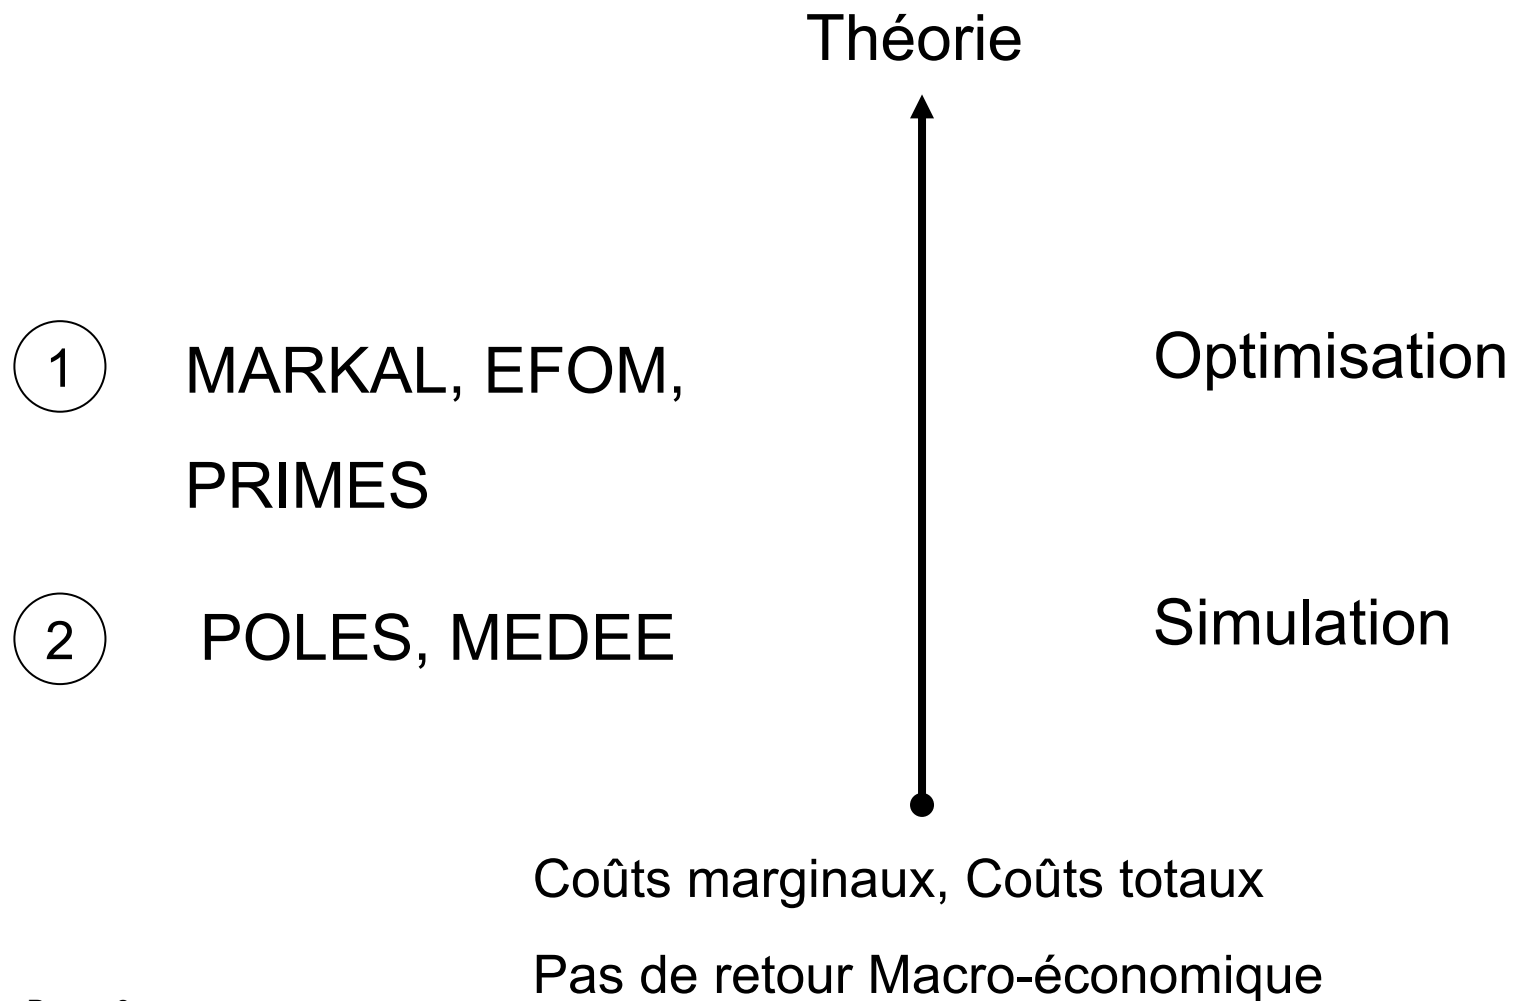 Théorie
1 MARKAL, EFOM, Optimisation
PRIMES
2 POLES, MEDEE Simulation
Coûts marginaux, Coûts totaux
Pas de retour Macro-économique